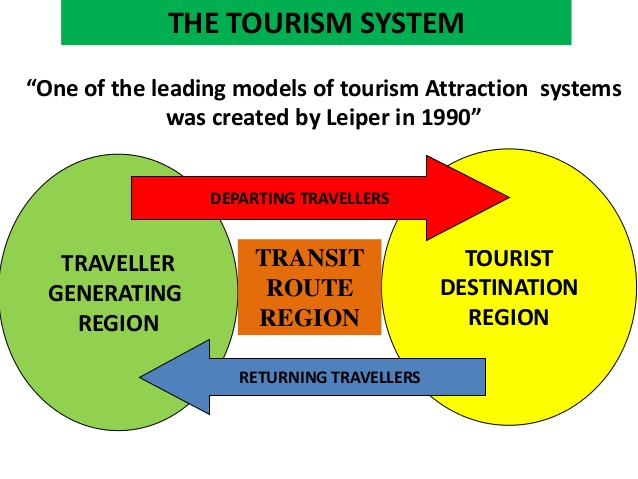 THE TOURISM SYSTEM
“One of the leading models of tourism Attraction systems
was created by Leiper in 1990”
DEPARTING TRAVELLERS
TRAVELLER
GENERATING
REGION
TRANSIT
ROUTE
REGION
TOURIST
DESTINATION
REGION
RETURNING TRAVELLERS